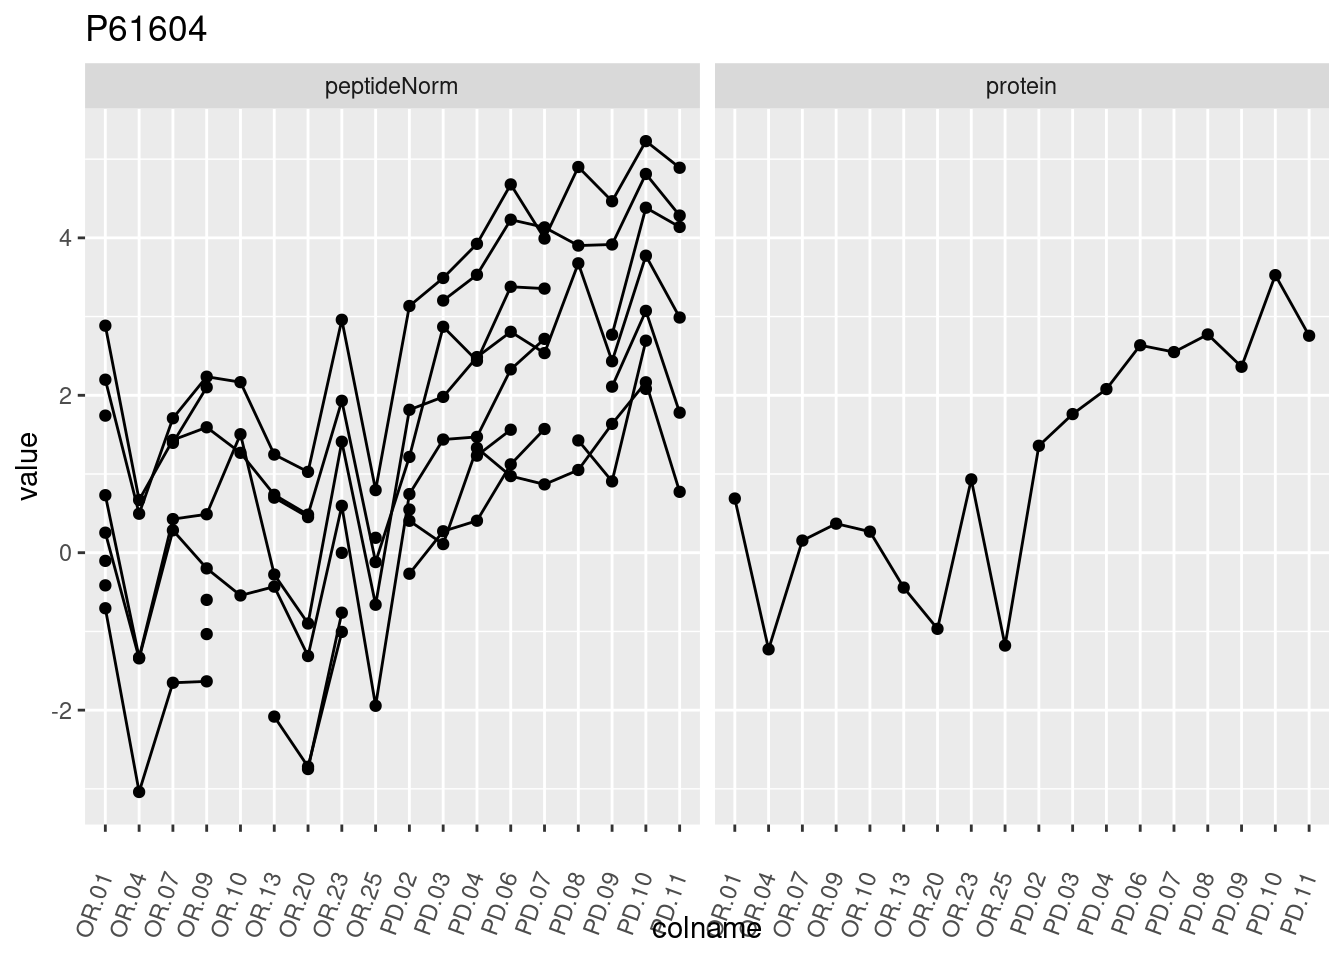 P61604
peptideNorm
protein
value
4
2
0
-2
OR.01 OR.04 OR.07 OR.09 OR.10 OR.13 OR.20 OR.23 OR.25 PD.02 PD.03 PD.04 PD.06 PD.07 PD.08 PD.09 PD.10 PD.11
OR.01 OR.04 OR.07 OR.09 OR.10 OR.13 OR.20 OR.23 OR.25 PD.02 PD.03 PD.04 PD.06 PD.07 PD.08 PD.09 PD.10 PD.11
colname